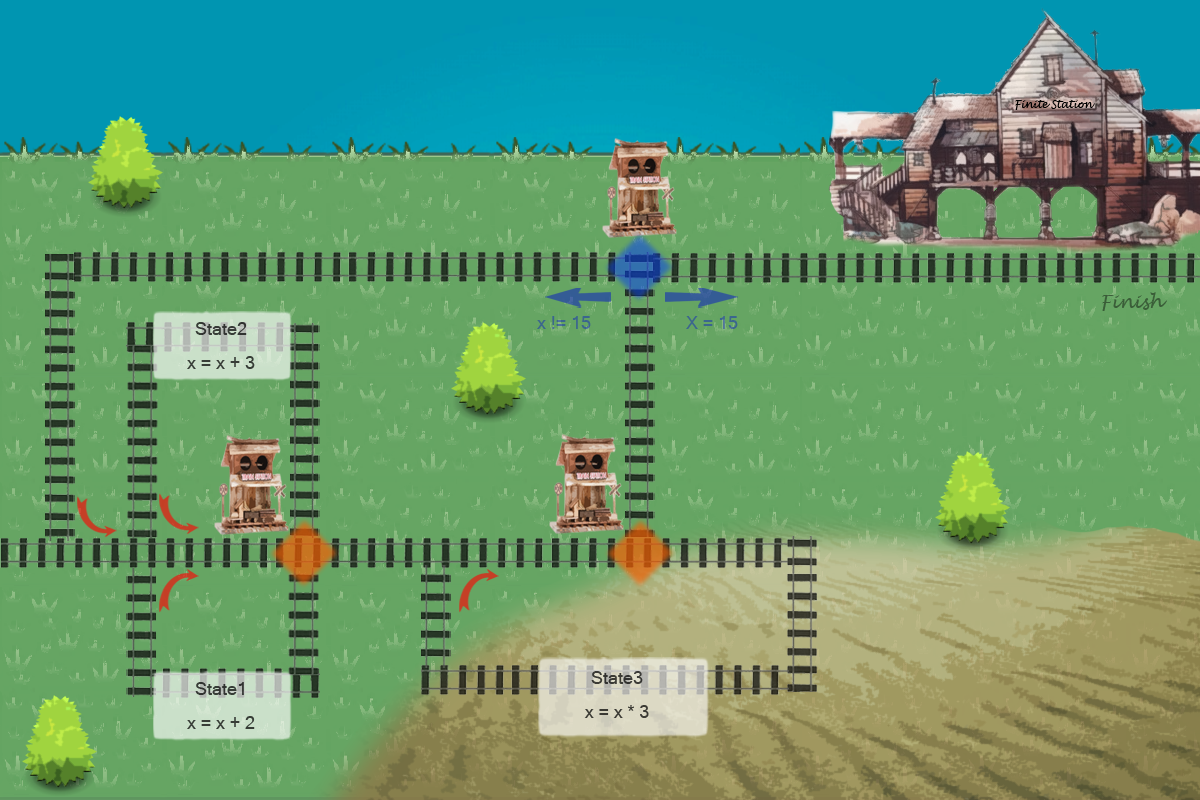 Finite Station
Finish
x != 15
X = 15
State2
x = x + 3
State1
x = x + 2
State3
x = x * 3